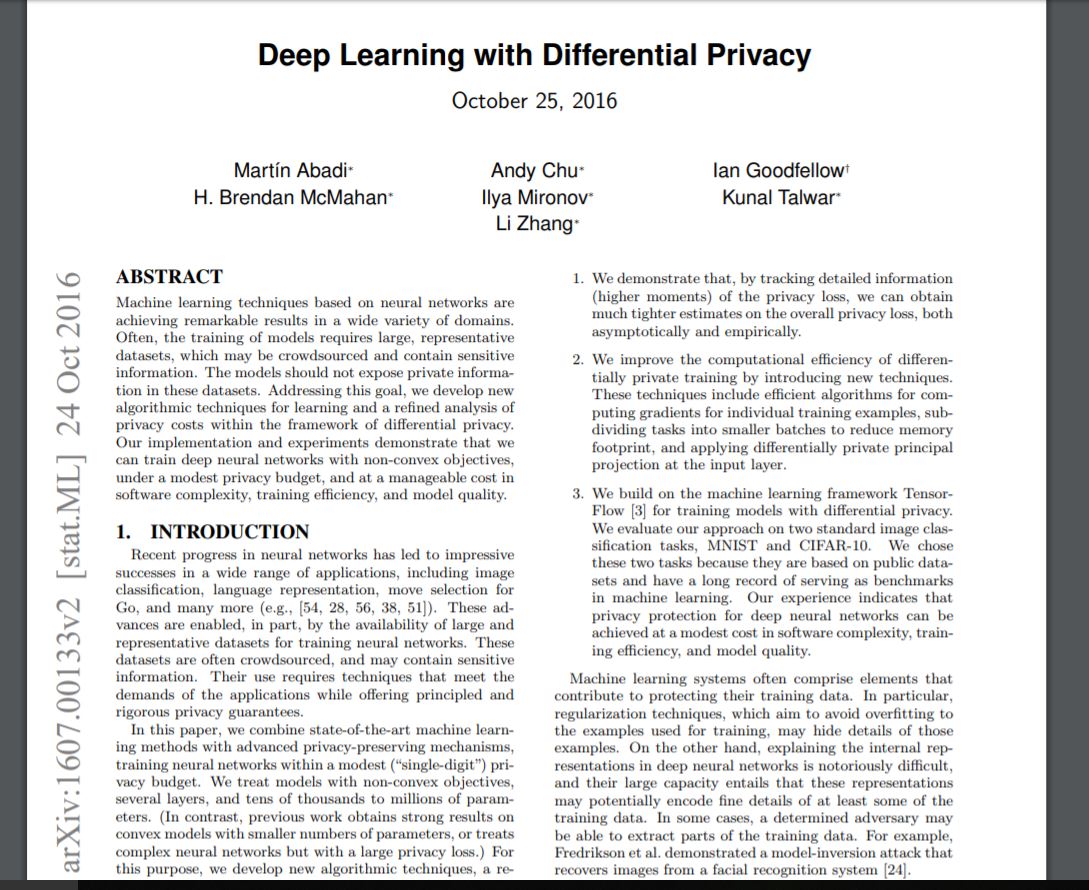 Deep Learning with Differential Privacy
October 25, 2016
Martín Abadi*
Andy Chu*
Ian Goodfellow†
H. Brendan McMahan*
Ilya Mironov*
Kunal Talwar*
Li Zhang*
arXiv:1607.00133v2 [stat.ML] 24 Oct 2016
ABSTRACT
Machine learning techniques based on neural networks are
achieving remarkable results in a wide variety of domains.
Often, the training of models requires large, representative
datasets, which may be crowdsourced and contain sensitive
information. The models should not expose private informa-
tion in these datasets. Addressing this goal, we develop new
algorithmic techniques for learning and a refined analysis of
privacy costs within the framework of differential privacy.
Our implementation and experiments demonstrate that we
can train deep neural networks with non-convex objectives,
under a modest privacy budget, and at a manageable cost in
software complexity, training efficiency, and model quality.
1. INTRODUCTION
Recent progress in neural networks has led to impressive
successes in a wide range of applications, including image
classification, language representation, move selection for
Go, and many more (e.g., [54, 28, 56, 38, 51]). These ad-
vances are enabled, in part, by the availability of large and
representative datasets for training neural networks. These
datasets are often crowdsourced, and may contain sensitive
information. Their use requires techniques that meet the
demands of the applications while offering principled and
rigorous privacy guarantees.
In this paper, we combine state-of-the-art machine learn-
ing methods with advanced privacy-preserving mechanisms,
training neural networks within a modest (“single-digit”) pri-
vacy budget. We treat models with non-convex objectives,
several layers, and tens of thousands to millions of param-
eters. (In contrast, previous work obtains strong results on
convex models with smaller numbers of parameters, or treats
complex neural networks but with a large privacy loss.) For
this purpose, we develop new algorithmic techniques, a re-
1. We demonstrate that, by tracking detailed information
(higher moments) of the privacy loss, we can obtain
much tighter estimates on the overall privacy loss, both
asymptotically and empirically.
2. We improve the computational efficiency of differen-
tially private training by introducing new techniques.
These techniques include efficient algorithms for com-
puting gradients for individual training examples, sub-
dividing tasks into smaller batches to reduce memory
footprint, and applying differentially private principal
projection at the input layer.
3. We build on the machine learning framework Tensor-
Flow [3] for training models with differential privacy.
We evaluate our approach on two standard image clas-
sification tasks, MNIST and CIFAR-10. We chose
these two tasks because they are based on public data-
sets and have a long record of serving as benchmarks
in machine learning. Our experience indicates that
privacy protection for deep neural networks can be
achieved at a modest cost in software complexity, train-
ing efficiency, and model quality.
Machine learning systems often comprise elements that
contribute to protecting their training data. In particular,
regularization techniques, which aim to avoid overfitting to
the examples used for training, may hide details of those
examples. On the other hand, explaining the internal rep-
resentations in deep neural networks is notoriously difficult,
and their large capacity entails that these representations
may potentially encode fine details of at least some of the
training data. In some cases, a determined adversary may
be able to extract parts of the training data. For example,
Fredrikson et al. demonstrated a model-inversion attack that
recovers images from a facial recognition system [24].